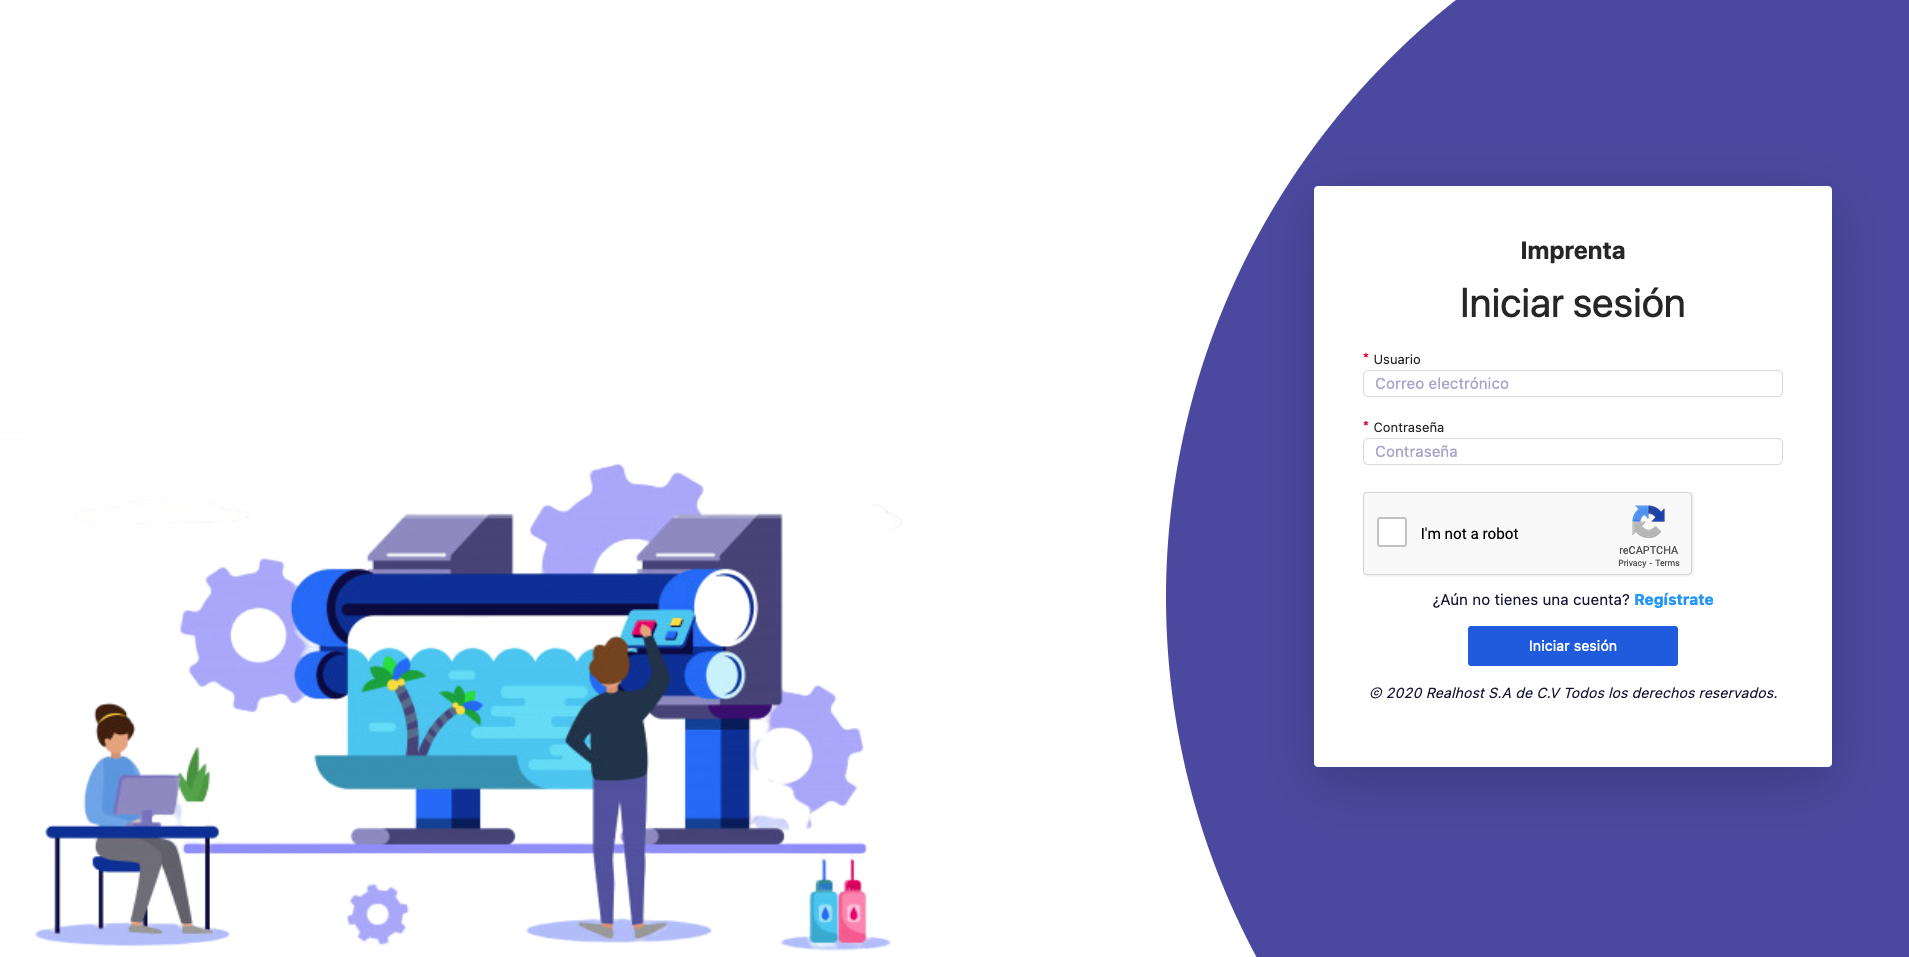 Imprenta
Iniciar sesión
* Usuario
Correo electrónico
* Contraseña
Contraseña
I'm not a robot
reCAPTCHA
Privacy - Terms
¿Aún no tienes una cuenta? Regístrate
Iniciar sesión
© 2020 Realhost S.A de C.V Todos los derechos reservados.